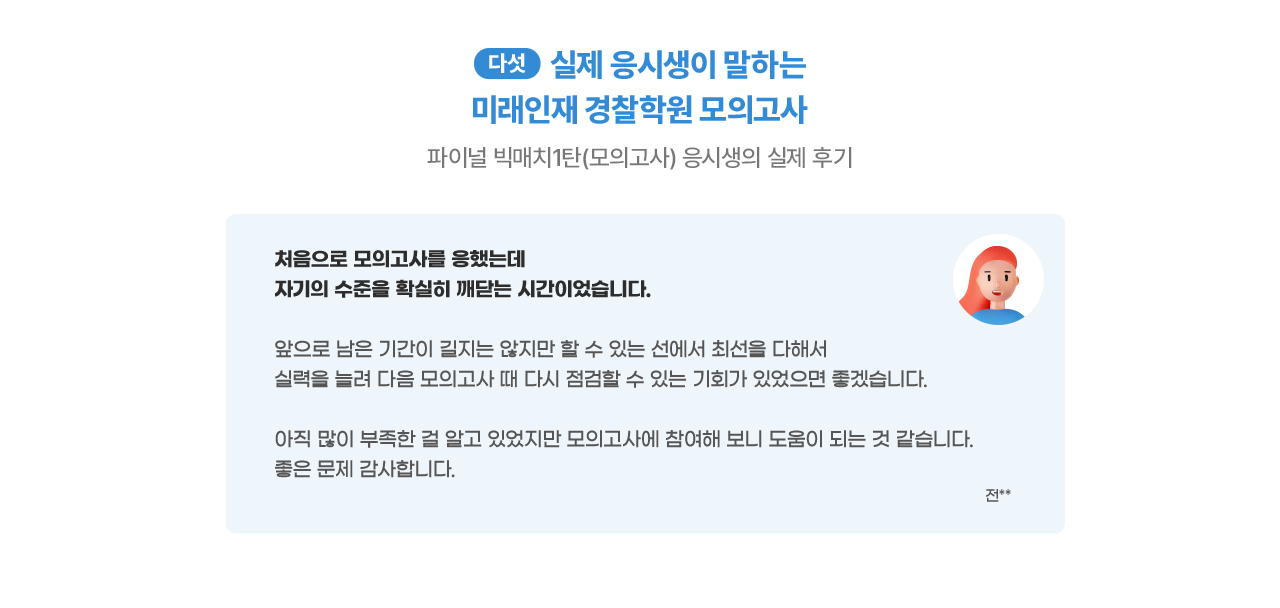 다섯 실제 응시생이 말하는
미래인재 경찰학원 모의고사
파이널 빅매치1탄(모의고사) 응시생의 실제 후기
처음으로 모의고사를 응했는데
자기의 수준을 확실히 깨닫는 시간이었습니다.
앞으로 남은 기간이 길지는 않지만 할 수 있는 선에서 최선을 다해서
실력을 늘려 다음 모의고사 때 다시 점검할 수 있는 기회가 있었으면 좋겠습니다.
아직 많이 부족한 걸 알고 있었지만 모의고사에 참여해 보니 도움이 되는 것 같습니다.
좋은 문제 감사합니다.
전**